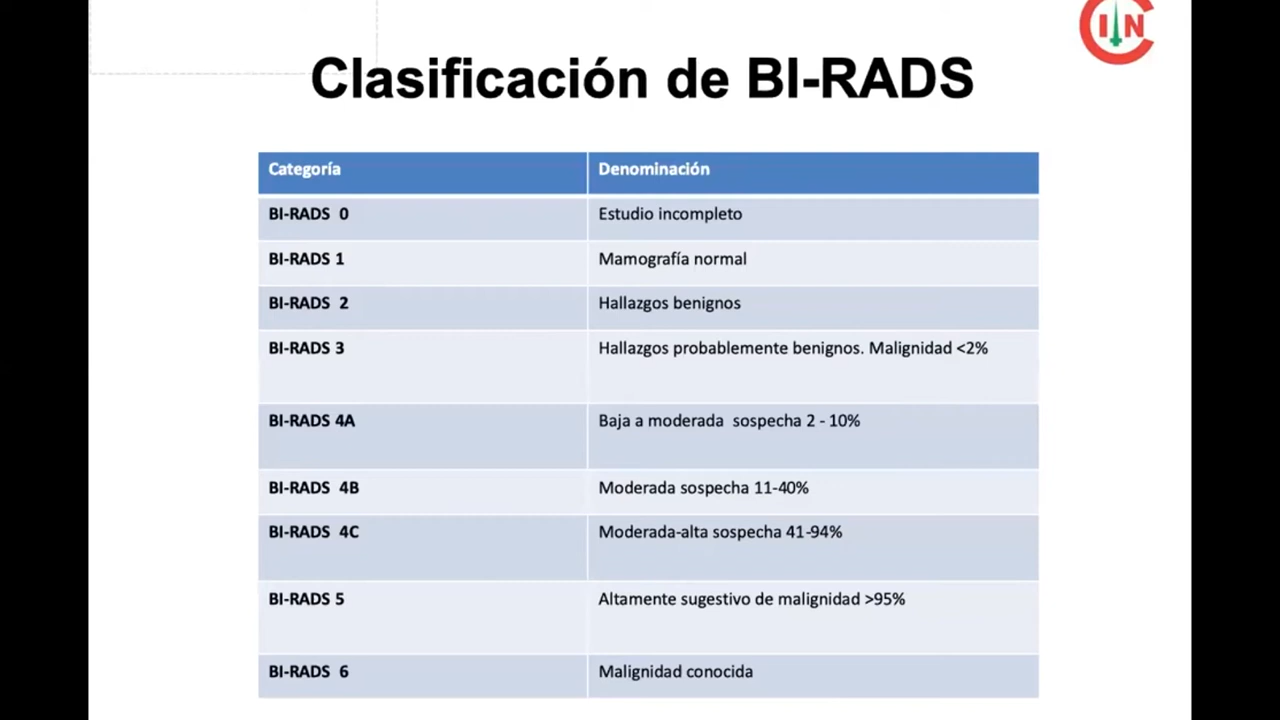 CIN
Clasificación de BI-RADS
Categoría Denominación
BI-RADS 0 Estudio incompleto
BI-RADS 1 Mamografía normal
BI-RADS 2 Hallazgos benignos
BI-RADS 3 Hallazgos probablemente benignos. Malignidad <2%
BI-RADS 4A Baja a moderada sospecha 2 - 10%
BI-RADS 4B Moderada sospecha 11-40%
BI-RADS 4C Moderada-alta sospecha 41-94%
BI-RADS 5 Altamente sugestivo de malignidad >95%
BI-RADS 6 Malignidad conocida